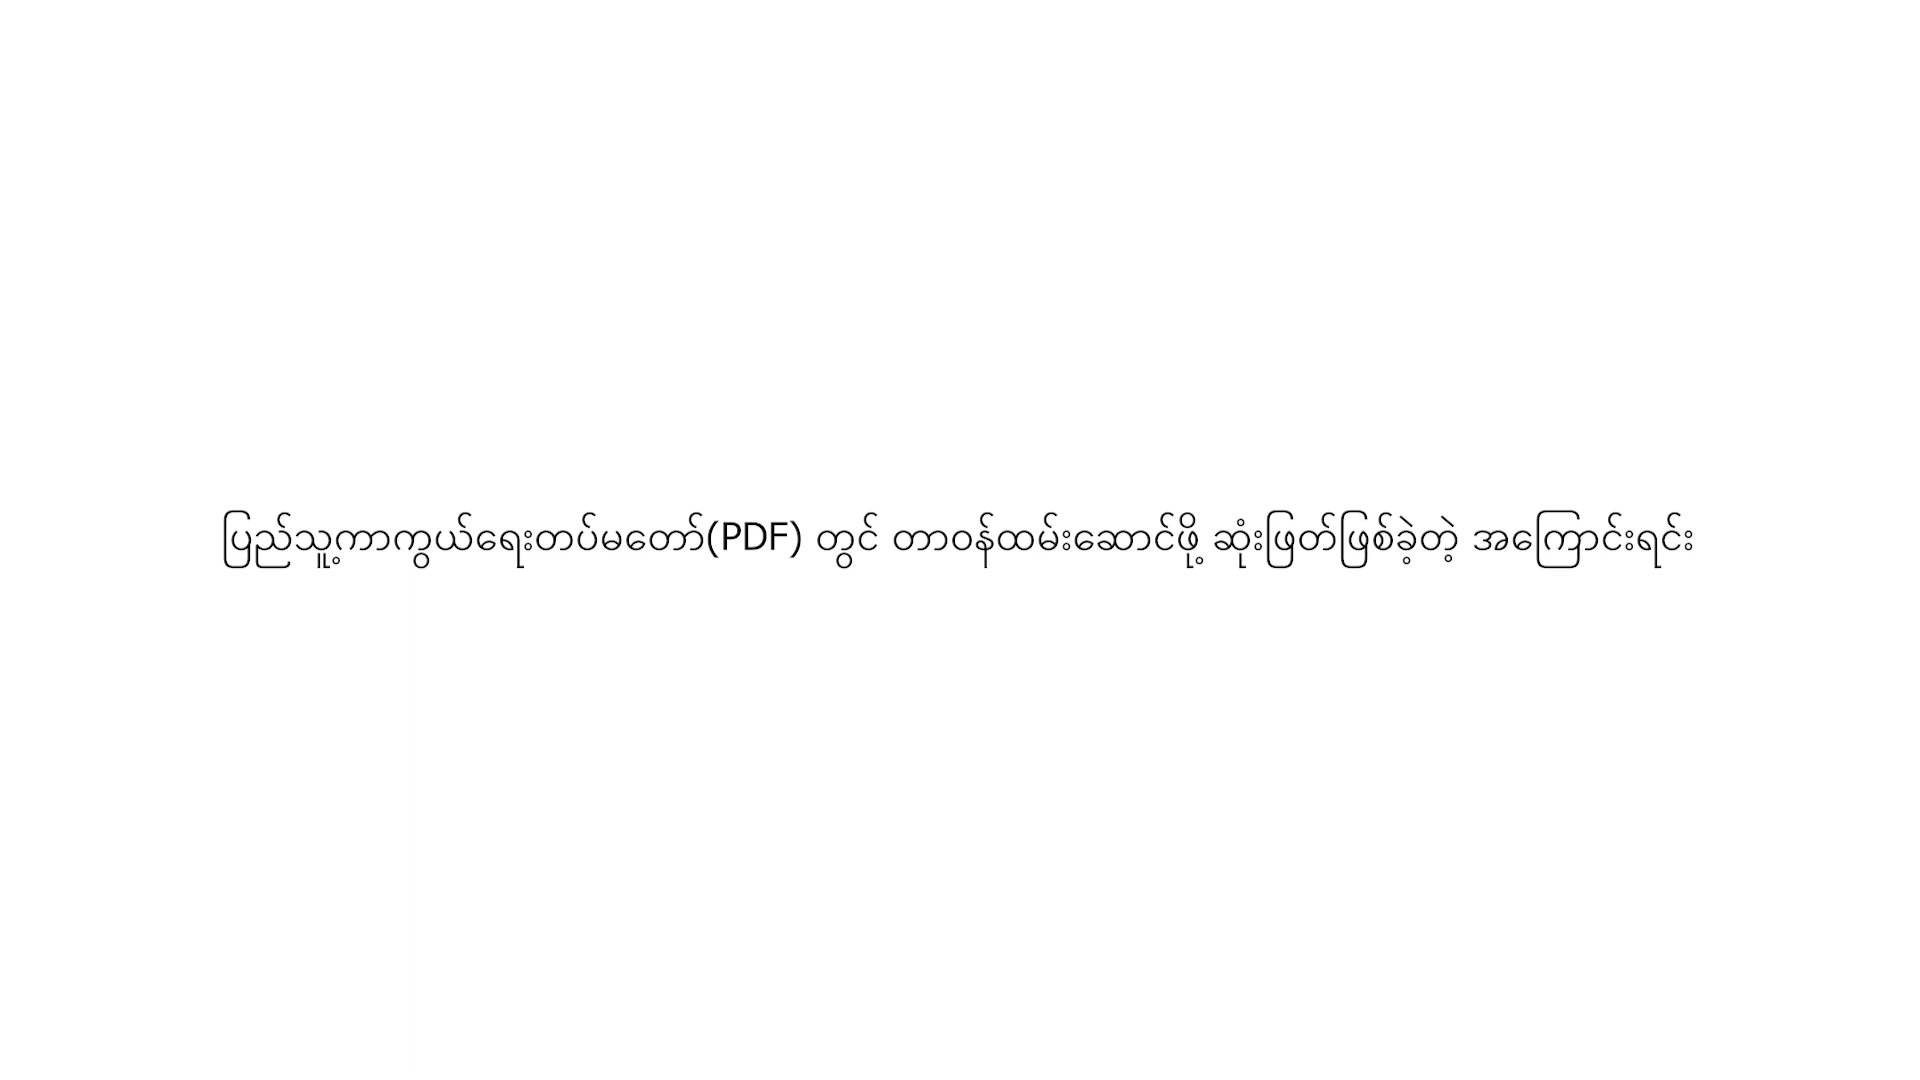 ပြည်သူ့ကာကွယ်ရေးတပ်မတော်(PDF) တွင် တာဝန်ထမ်းဆောင်ဖို့ ဆုံးဖြတ်ဖြစ်ခဲ့တဲ့ အကြောင်းရင်း